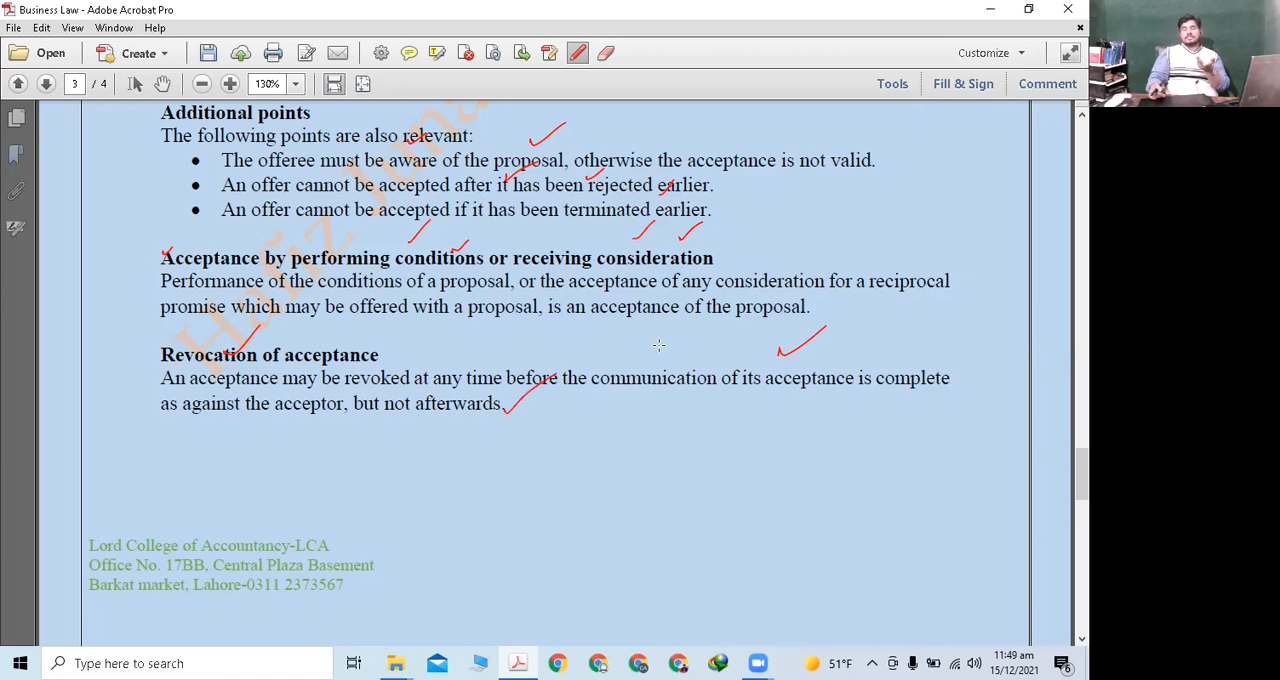 Business Law - Adobe Acrobat Pro
File Edit View Window Help
Open Create Customize
3 / 4 130% Tools Fill & Sign Comment
Additional points
The following points are also relevant:
• The offeree must be aware of the proposal, otherwise the acceptance is not valid.
• An offer cannot be accepted after it has been rejected earlier.
• An offer cannot be accepted if it has been terminated earlier.
Acceptance by performing conditions or receiving consideration
Performance of the conditions of a proposal, or the acceptance of any consideration for a reciprocal
promise which may be offered with a proposal, is an acceptance of the proposal.
Revocation of acceptance
An acceptance may be revoked at any time before the communication of its acceptance is complete
as against the acceptor, but not afterwards.
Hafiz
Lord College of Accountancy-LCA
Office No. 17BB, Central Plaza Basement
Barkat market, Lahore-0311 2373567
Type here to search
51°F
11:49 am
15/12/2021
6